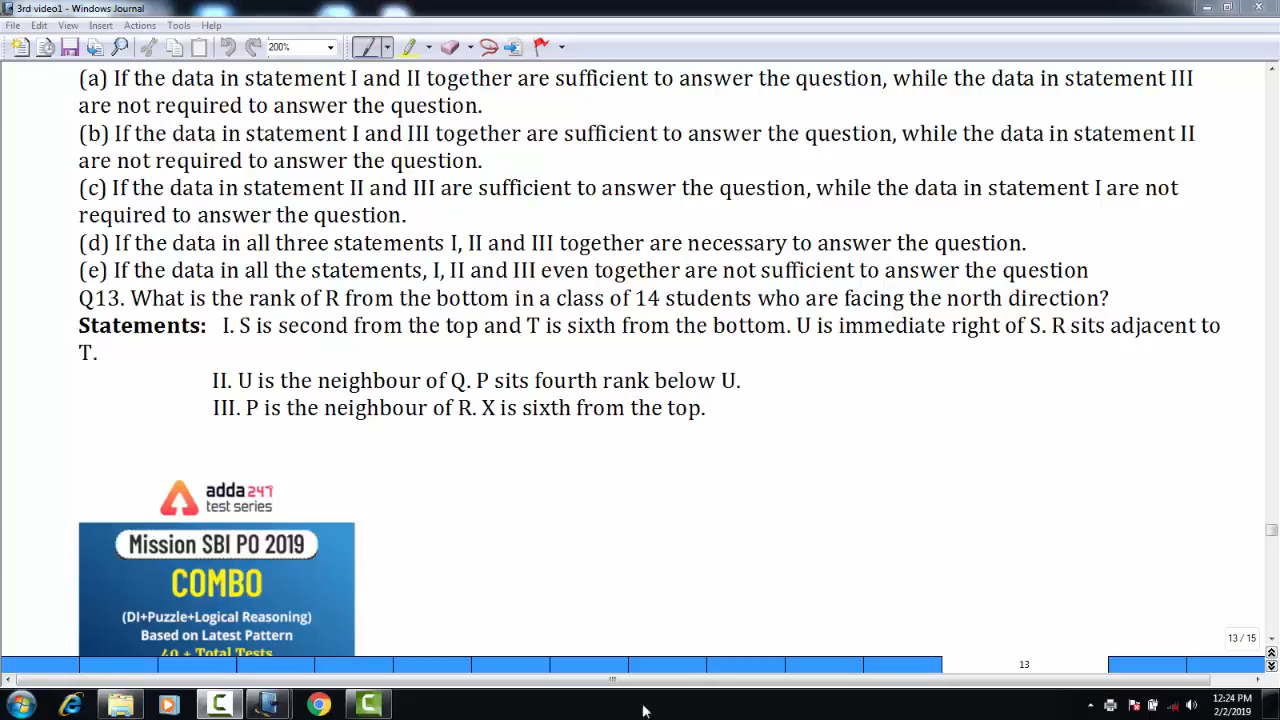 3rd video1 - Windows Journal
File Edit View Insert Actions Tools Help
200%
(a) If the data in statement I and II together are sufficient to answer the question, while the data in statement III
are not required to answer the question.
(b) If the data in statement I and III together are sufficient to answer the question, while the data in statement II
are not required to answer the question.
(c) If the data in statement II and III are sufficient to answer the question, while the data in statement I are not
required to answer the question.
(d) If the data in all three statements I, II and III together are necessary to answer the question.
(e) If the data in all the statements, I, II and III even together are not sufficient to answer the question
Q13. What is the rank of R from the bottom in a class of 14 students who are facing the north direction?
Statements: I. S is second from the top and T is sixth from the bottom. U is immediate right of S. R sits adjacent to
T.
II. U is the neighbour of Q. P sits fourth rank below U.
III. P is the neighbour of R. X is sixth from the top.
adda 247
test series
Mission SBI PO 2019
COMBO
(DI+Puzzle+Logical Reasoning)
Based on Latest Pattern
40 + Total Tests
13 / 15
13
12:24 PM
2/2/2019